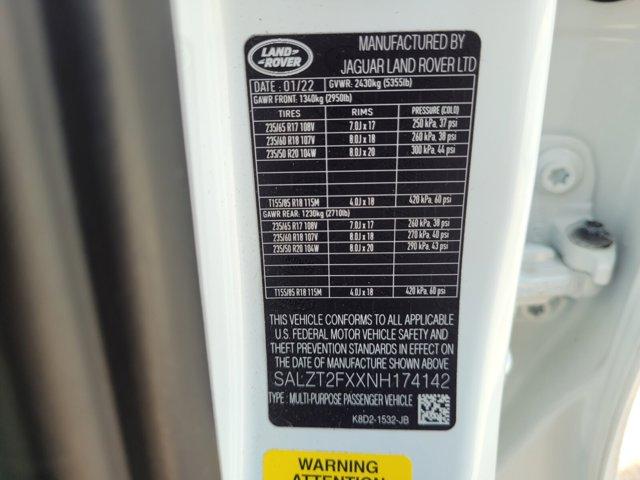 LAND ROVER
MANUFACTURED BY
JAGUAR LAND ROVER LTD
DATE : 01/22 GVWR: 2430kg (5355lb)
GAWR FRONT: 1340kg (2950lb)
TIRES RIMS PRESSURE (COLD)
235/65 R17 108V 7.0J x 17 250 kPa, 37 psi
235/60 R18 107V 8.0J x 18 260 kPa, 38 psi
235/50 R20 104W 8.0J x 20 300 kPa, 44 psi
T155/85 R18 115M 4.0J x 18 420 kPa, 60 psi
GAWR REAR: 1230kg (2710lb)
235/65 R17 108V 7.0J x 17 260 kPa, 38 psi
235/60 R18 107V 8.0J x 18 270 kPa, 40 psi
235/50 R20 104W 8.0J x 20 290 kPa, 43 psi
T155/85 R18 115M 4.0J x 18 420 kPa, 60 psi
THIS VEHICLE CONFORMS TO ALL APPLICABLE
U.S. FEDERAL MOTOR VEHICLE SAFETY AND
THEFT PREVENTION STANDARDS IN EFFECT ON
THE DATE OF MANUFACTURE SHOWN ABOVE
SALZT2FXXNH174142
TYPE : MULTI-PURPOSE PASSENGER VEHICLE
K8D2-1532-JB
WARNING
ATTENTION